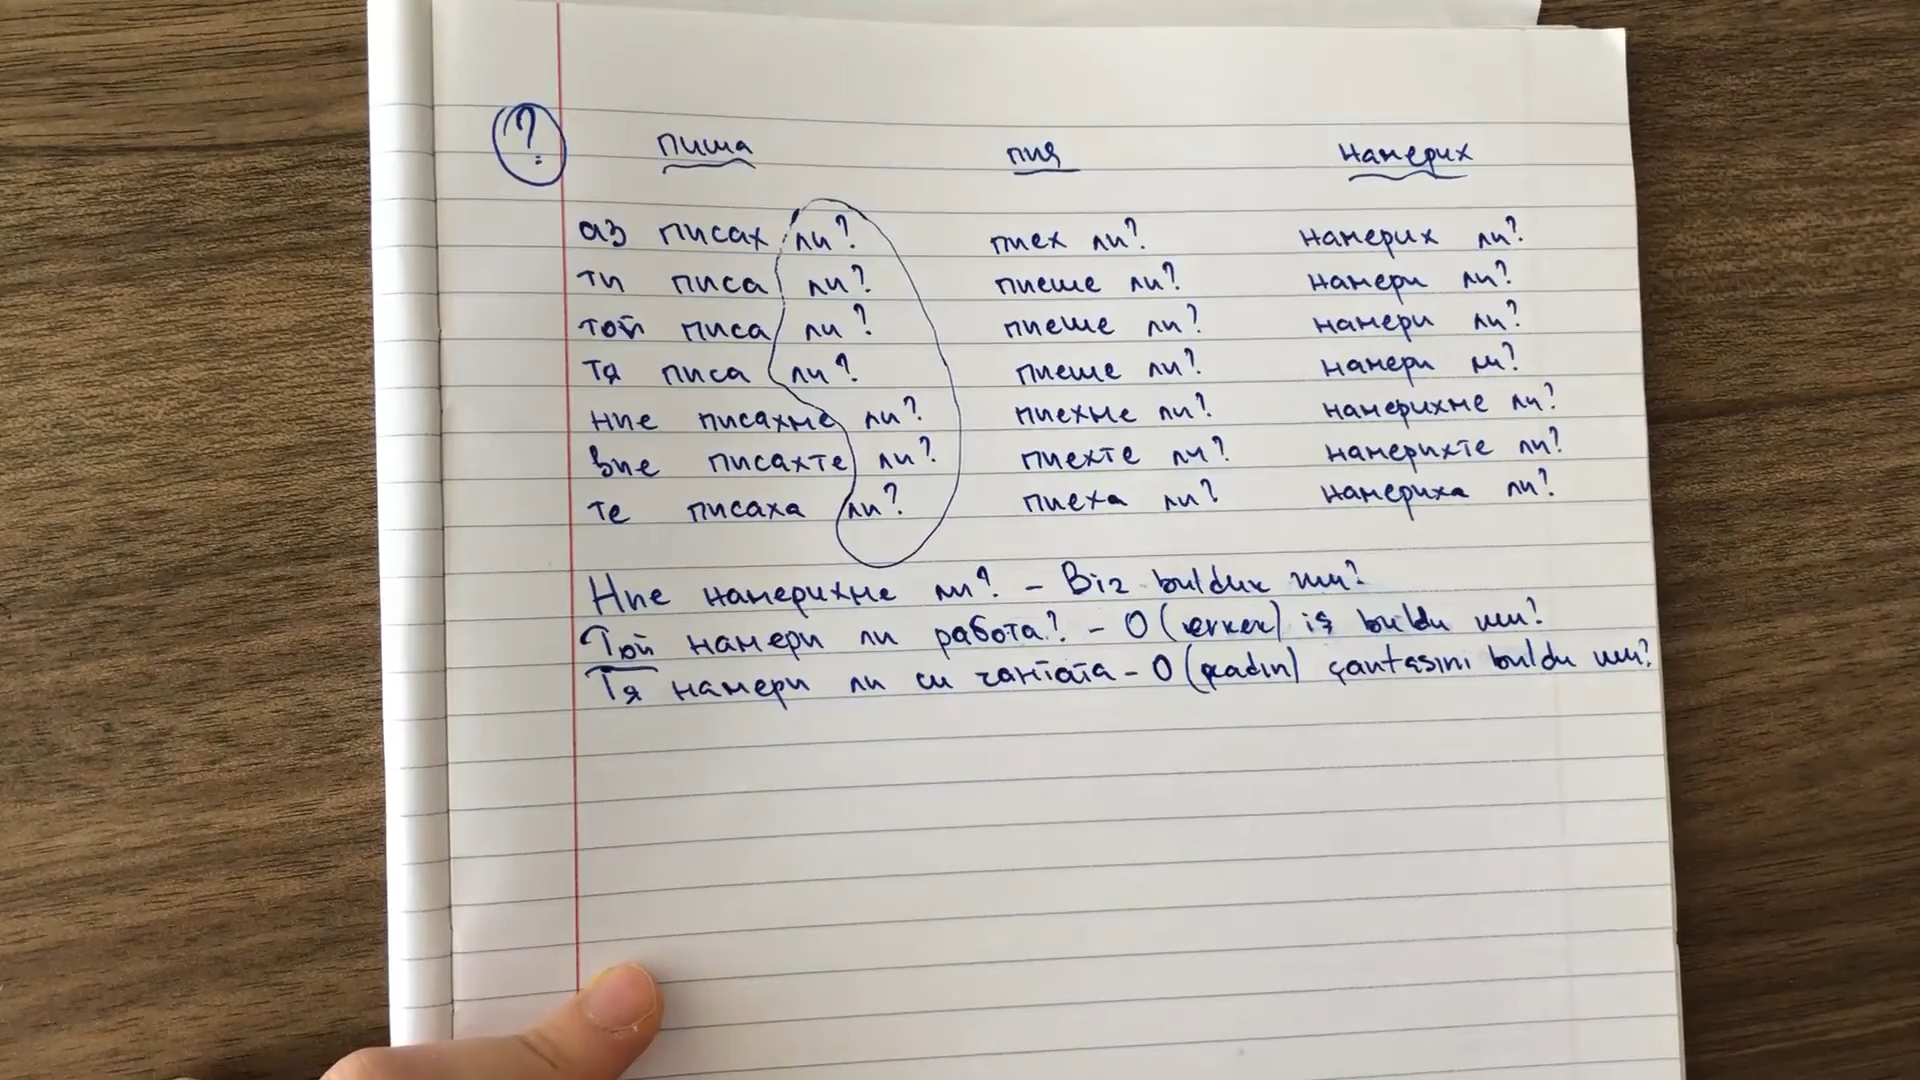 ?
пиша пия намерих
аз писах ли? пиех ли? намерих ли?
ти писа ли? пиеше ли? намери ли?
той писа ли? пиеше ли? намери ли?
тя писа ли? пиеше ли? намери ли?
ние писахме ли? пиехме ли? намерихме ли?
вие писахте ли? пиехте ли? намерихте ли?
те писаха ли? пиеха ли? намериха ли?
Ние намерихме ли? - Biz bulduk mu?
Той намери ли работа? - O (erkek) iş buldu mu?
Тя намери ли си чантата - O (kadın) çantasını buldu mu?